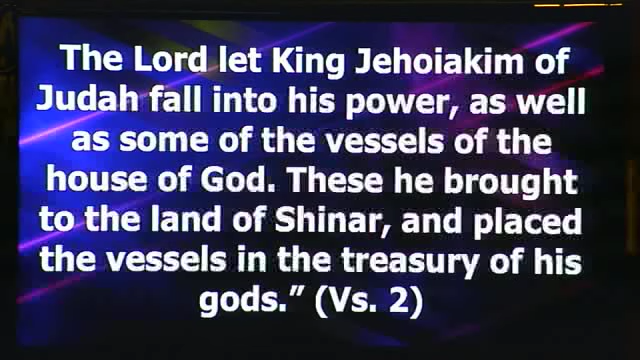 The Lord let King Jehoiakim of
Judah fall into his power, as well
as some of the vessels of the
house of God. These he brought
to the land of Shinar, and placed
the vessels in the treasury of his
gods.” (Vs. 2)